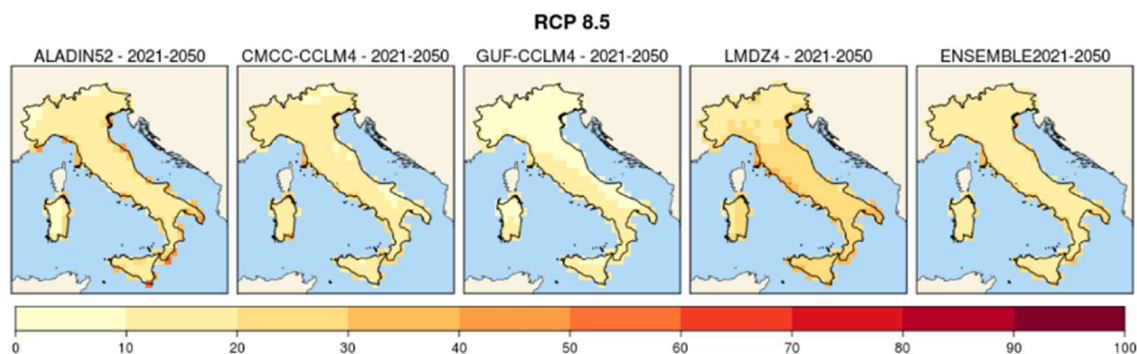 RCP 8.5
ALADIN52 - 2021-2050 CMCC-CCLM4 - 2021-2050 GUF-CCLM4 - 2021-2050 LMDZ4 - 2021-2050 ENSEMBLE2021-2050
0 10 20 30 40 50 60 70 80 90 100